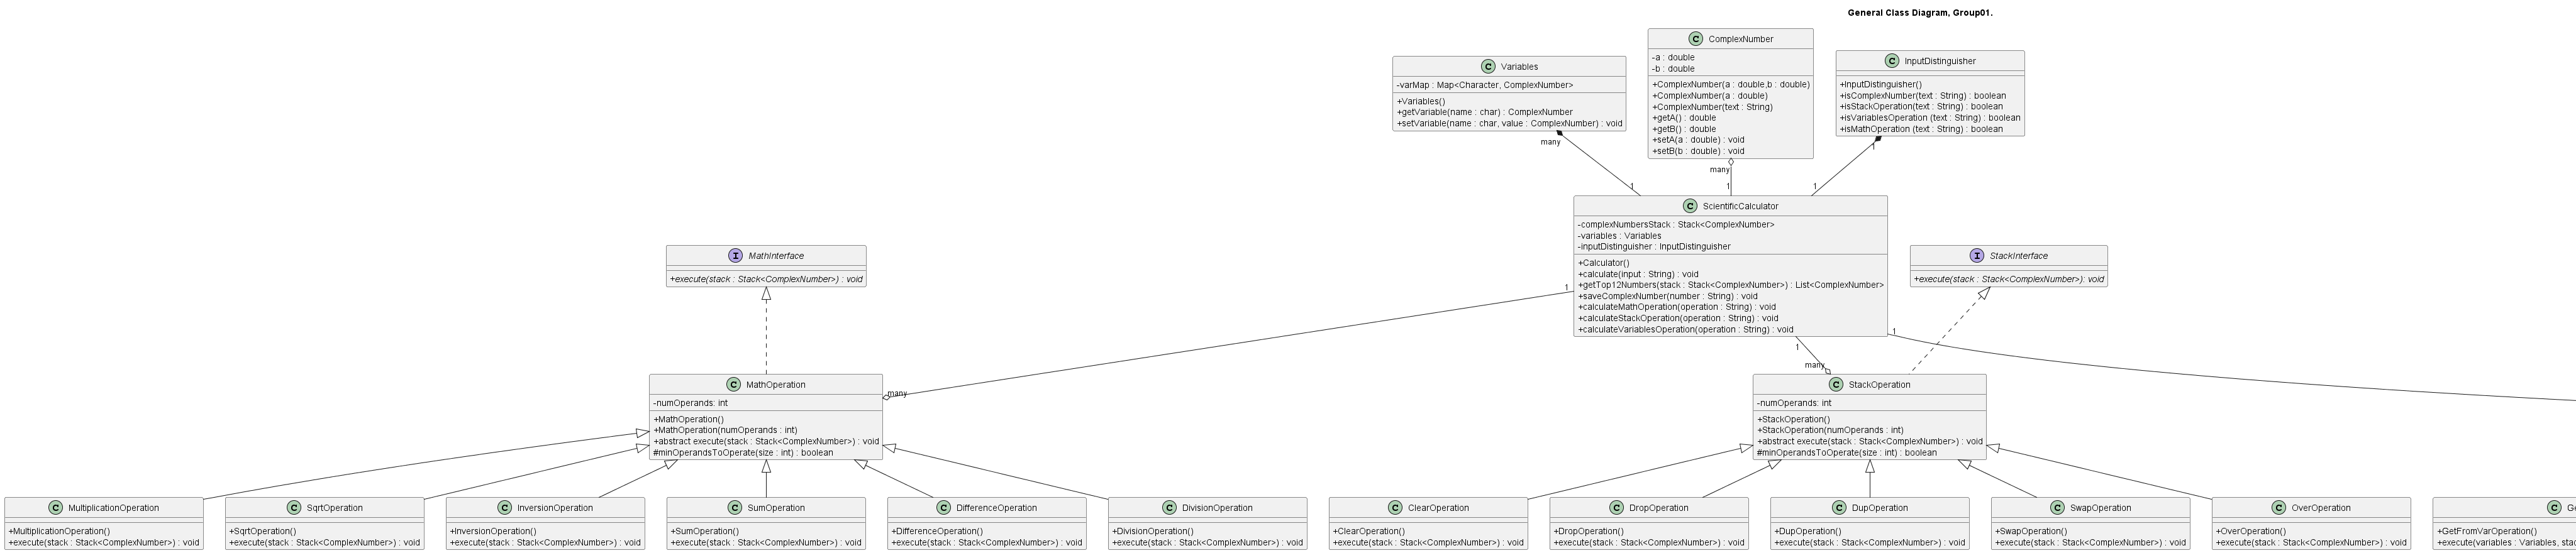 General Class Diagram, Group01.
C Variables
-varMap : Map<Character, ComplexNumber>
+Variables()
+getVariable(name : char) : ComplexNumber
+setVariable(name : char, value : ComplexNumber) : void
C ComplexNumber
-a : double
-b : double
+ComplexNumber(a : double,b : double)
+ComplexNumber(a : double)
+ComplexNumber(text : String)
+getA() : double
+getB() : double
+setA(a : double) : void
+setB(b : double) : void
C InputDistinguisher
+InputDistinguisher()
+isComplexNumber(text : String) : boolean
+isStackOperation(text : String) : boolean
+isVariablesOperation (text : String) : boolean
+isMathOperation (text : String) : boolean
many
many
1
1
1
1
C ScientificCalculator
-complexNumbersStack : Stack<ComplexNumber>
-variables : Variables
-inputDistinguisher : InputDistinguisher
+Calculator()
+calculate(input : String) : void
+getTop12Numbers(stack : Stack<ComplexNumber>) : List<ComplexNumber>
+saveComplexNumber(number : String) : void
+calculateMathOperation(operation : String) : void
+calculateStackOperation(operation : String) : void
+calculateVariablesOperation(operation : String) : void
I MathInterface
+execute(stack : Stack<ComplexNumber>) : void
I StackInterface
+execute(stack : Stack<ComplexNumber>): void
1
1
1
many
many
C MathOperation
-numOperands: int
+MathOperation()
+MathOperation(numOperands : int)
+abstract execute(stack : Stack<ComplexNumber>) : void
#minOperandsToOperate(size : int) : boolean
C StackOperation
-numOperands: int
+StackOperation()
+StackOperation(numOperands : int)
+abstract execute(stack : Stack<ComplexNumber>) : void
#minOperandsToOperate(size : int) : boolean
C MultiplicationOperation
+MultiplicationOperation()
+execute(stack : Stack<ComplexNumber>) : void
C SqrtOperation
+SqrtOperation()
+execute(stack : Stack<ComplexNumber>) : void
C InversionOperation
+InversionOperation()
+execute(stack : Stack<ComplexNumber>) : void
C SumOperation
+SumOperation()
+execute(stack : Stack<ComplexNumber>) : void
C DifferenceOperation
+DifferenceOperation()
+execute(stack : Stack<ComplexNumber>) : void
C DivisionOperation
+DivisionOperation()
+execute(stack : Stack<ComplexNumber>) : void
C ClearOperation
+ClearOperation()
+execute(stack : Stack<ComplexNumber>) : void
C DropOperation
+DropOperation()
+execute(stack : Stack<ComplexNumber>) : void
C DupOperation
+DupOperation()
+execute(stack : Stack<ComplexNumber>) : void
C SwapOperation
+SwapOperation()
+execute(stack : Stack<ComplexNumber>) : void
C OverOperation
+OverOperation()
+execute(stack : Stack<ComplexNumber>) : void
C
+GetFromVarOperation()
+execute(variables : Variables,